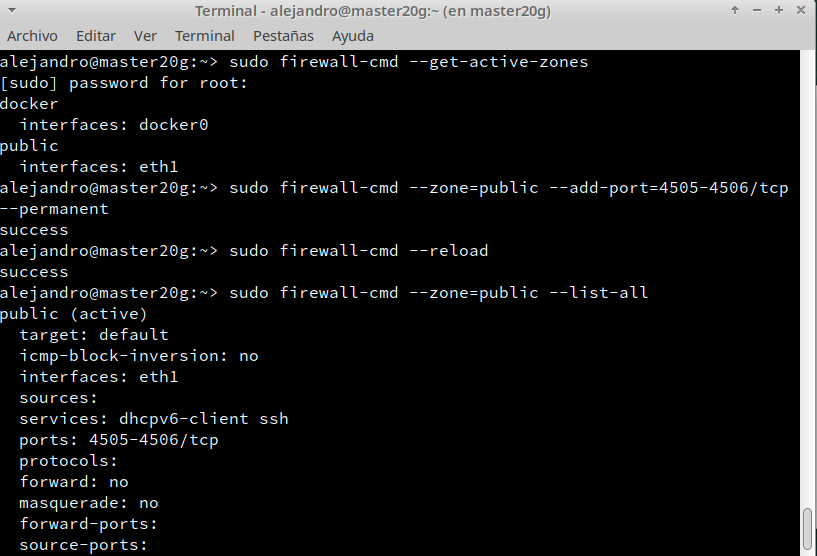 Terminal - alejandro@master20g:~ (en master20g)
Archivo Editar Ver Terminal Pestañas Ayuda
alejandro@master20g:~> sudo firewall-cmd --get-active-zones
[sudo] password for root:
docker
  interfaces: docker0
public
  interfaces: eth1
alejandro@master20g:~> sudo firewall-cmd --zone=public --add-port=4505-4506/tcp
--permanent
success
alejandro@master20g:~> sudo firewall-cmd --reload
success
alejandro@master20g:~> sudo firewall-cmd --zone=public --list-all
public (active)
  target: default
  icmp-block-inversion: no
  interfaces: eth1
  sources:
  services: dhcpv6-client ssh
  ports: 4505-4506/tcp
  protocols:
  forward: no
  masquerade: no
  forward-ports:
  source-ports: